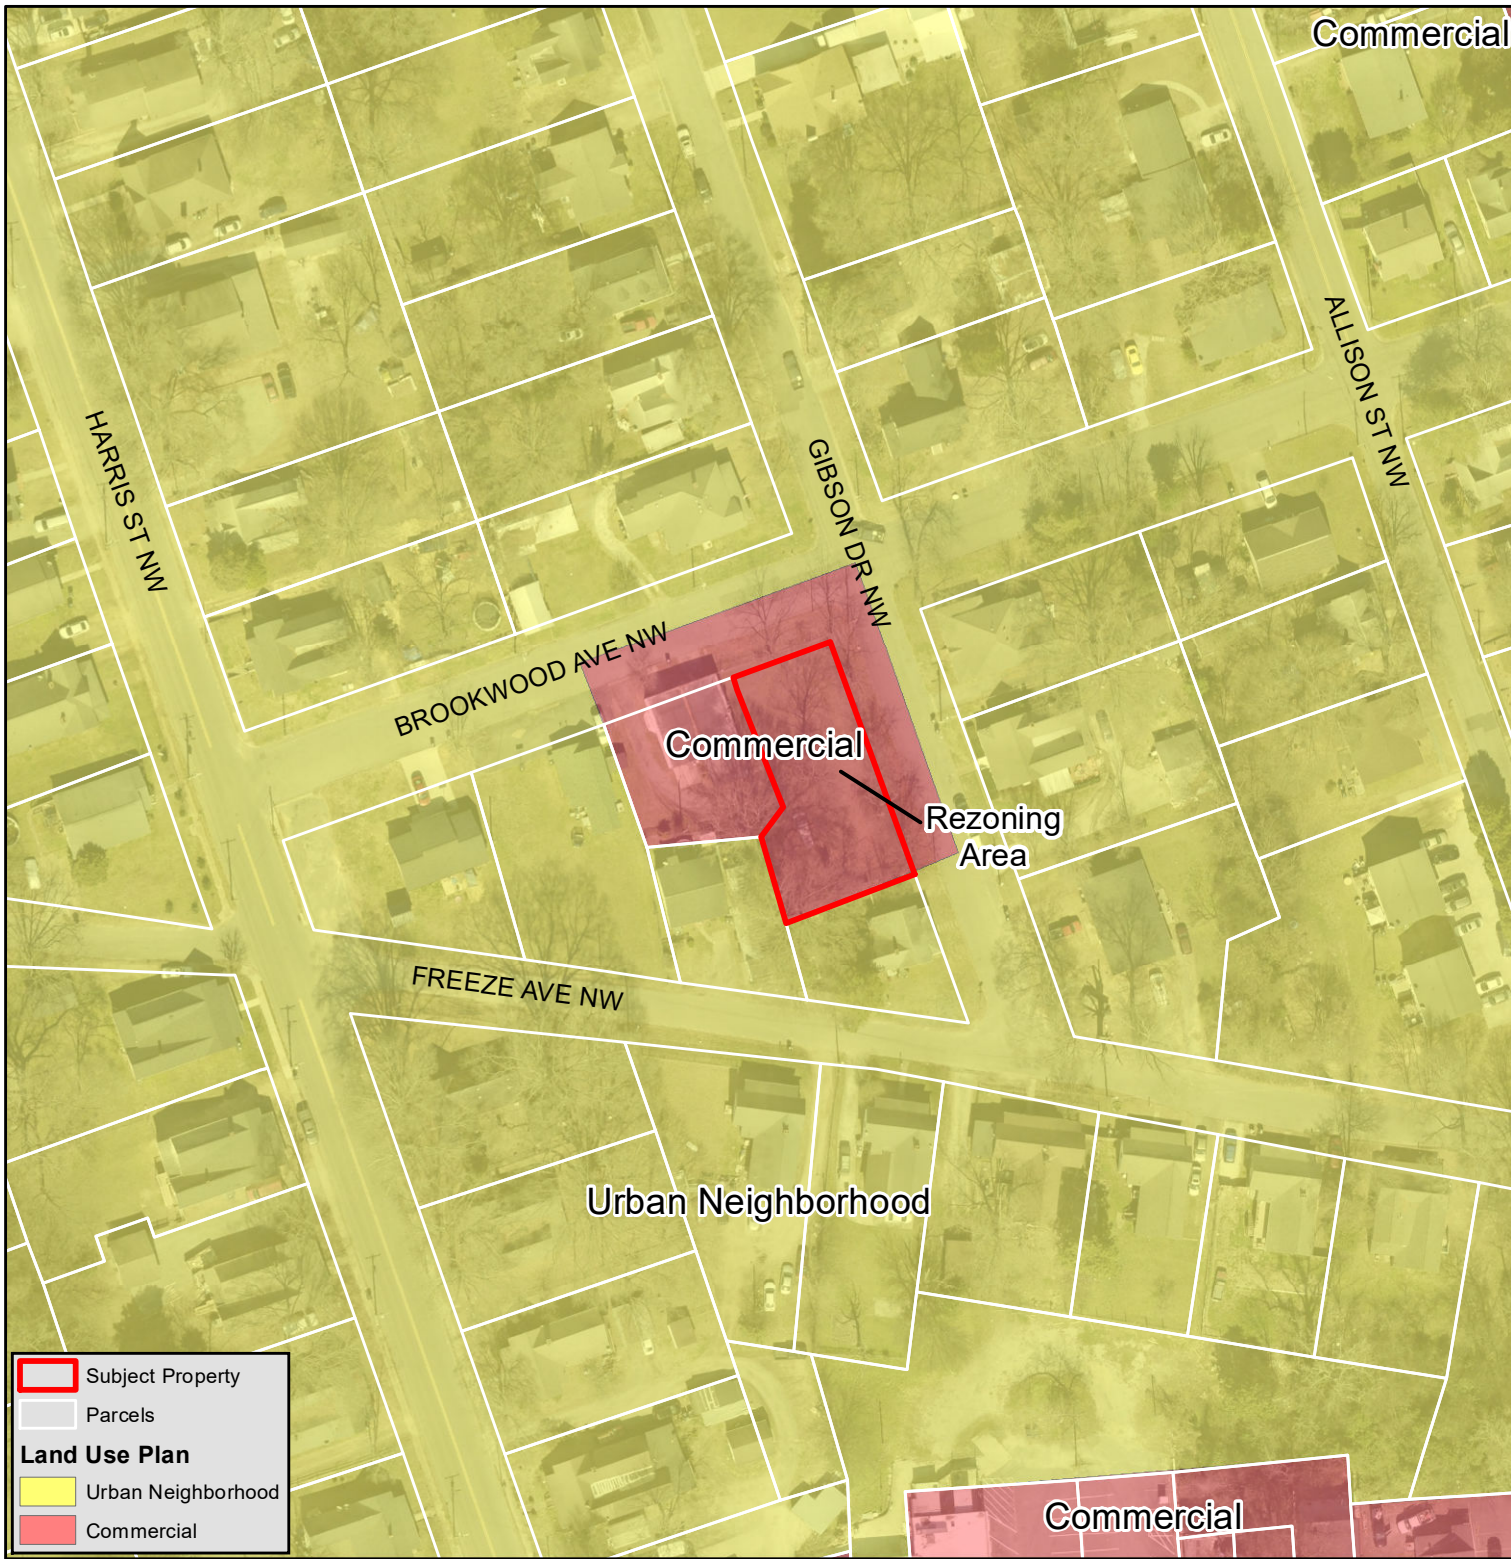 Commercial
ALLISON ST NW
HARRIS ST NW
GIBSON DR NW
BROOKWOOD AVE NW
Commercial
Rezoning
Area
FREEZE AVE NW
Urban Neighborhood
Subject Property
Parcels
Land Use Plan
Urban Neighborhood
Commercial
Commercial